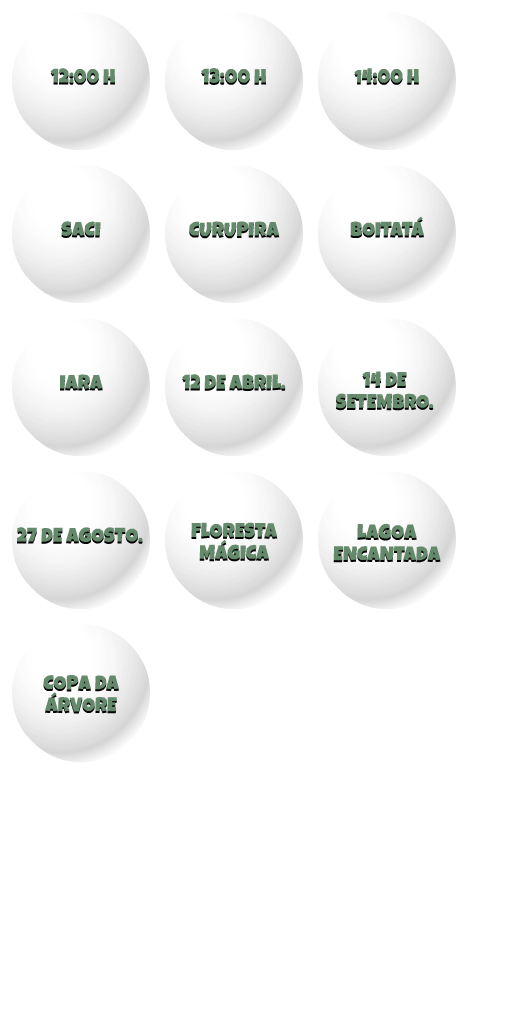 12:00 H
13:00 H
14:00 H
SACI
CURUPIRA
BOITATÁ
IARA
12 DE ABRIL.
14 DE
SETEMBRO.
27 DE AGOSTO.
FLORESTA
MÁGICA
LAGOA
ENCANTADA
COPA DA
ÁRVORE